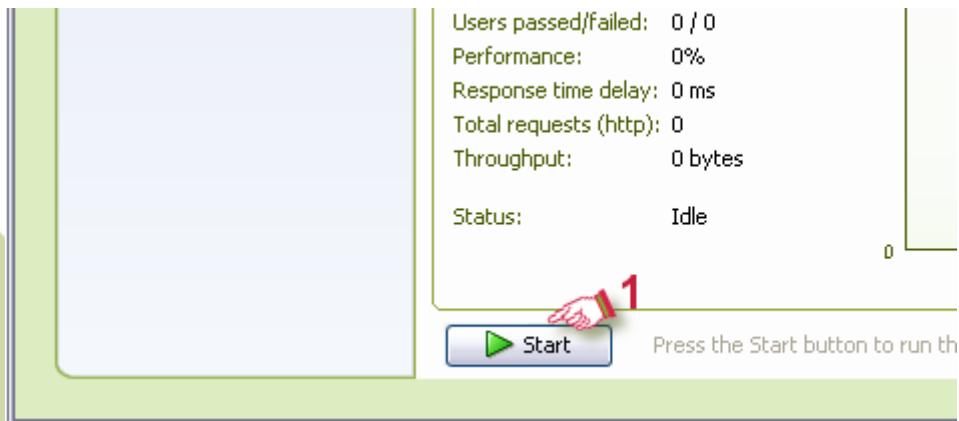 Users passed/failed: 0 / 0
Performance: 0%
Response time delay: 0 ms
Total requests (http): 0
Throughput: 0 bytes
Status: Idle
0
1
Start
Press the Start button to run th